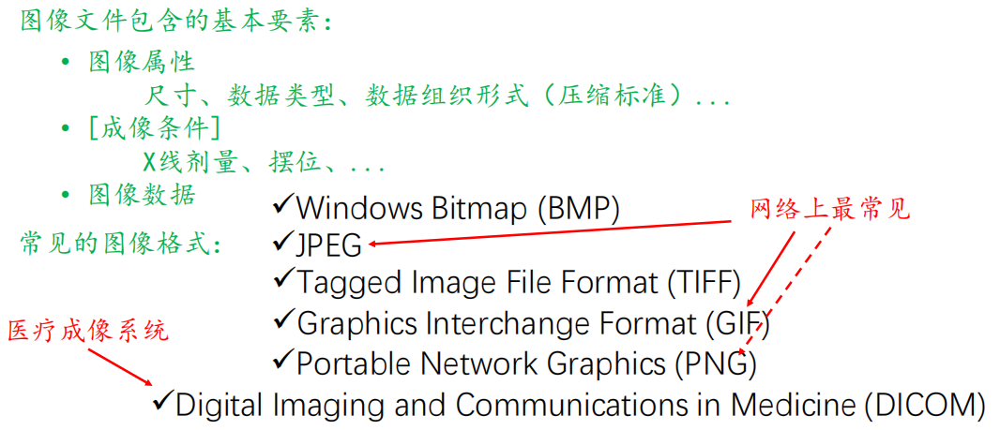 图像文件包含的基本要素：
• 图像属性
尺寸、数据类型、数据组织形式（压缩标准）...
• [成像条件]
X线剂量、摆位、...
• 图像数据
常见的图像格式：
✓Windows Bitmap (BMP)
网络上最常见
✓JPEG
✓Tagged Image File Format (TIFF)
✓Graphics Interchange Format (GIF)
医疗成像系统
✓Portable Network Graphics (PNG)
✓Digital Imaging and Communications in Medicine (DICOM)